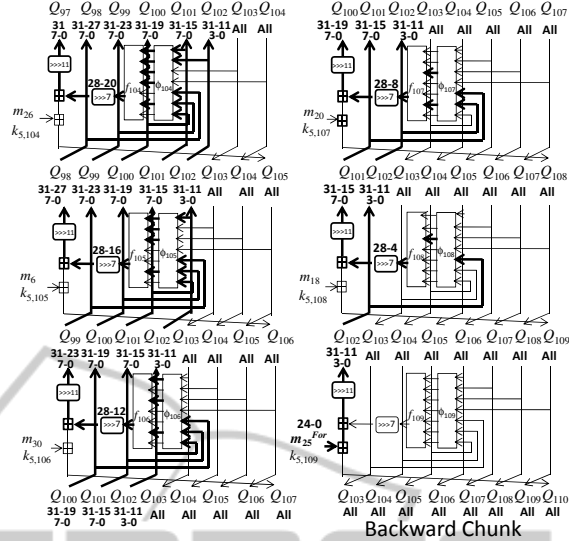 Q97 Q98 Q99 Q100 Q101 Q102 Q103 Q104
31 31-27 31-23 31-19 31-15 31-11 All All
7-0 7-0 7-0 7-0 7-0 3-0
>>>11
28-20
>>>7
f104
ϕ104
m26
k5,104
Q98 Q99 Q100 Q101 Q102 Q103 Q104 Q105
31-27 31-23 31-19 31-15 31-11 All All All
7-0 7-0 7-0 7-0 3-0
>>>11
28-16
>>>7
f105
ϕ105
m6
k5,105
Q99 Q100 Q101 Q102 Q103 Q104 Q105 Q106
31-23 31-19 31-15 31-11 All All All All
7-0 7-0 7-0 3-0
>>>11
28-12
>>>7
f106
ϕ106
m30
k5,106
Q100 Q101 Q102 Q103 Q104 Q105 Q106 Q107
31-19 31-15 31-11 All All All All All
7-0 7-0 3-0
Q100 Q101 Q102 Q103 Q104 Q105 Q106 Q107
31-19 31-15 31-11 All All All All All
7-0 7-0 3-0
>>>11
28-8
>>>7
f107
ϕ107
m20
k5,107
Q101 Q102 Q103 Q104 Q105 Q106 Q107 Q108
31-15 31-11 All All All All All All
7-0 3-0
>>>11
28-4
>>>7
f108
ϕ108
m18
k5,108
Q102 Q103 Q104 Q105 Q106 Q107 Q108 Q109
31-11 All All All All All All All
3-0
>>>11
>>>7
f109
ϕ109
24-0
m25For
k5,109
Q103 Q104 Q105 Q106 Q107 Q108 Q109 Q110
All All All All All All All All
Backward Chunk